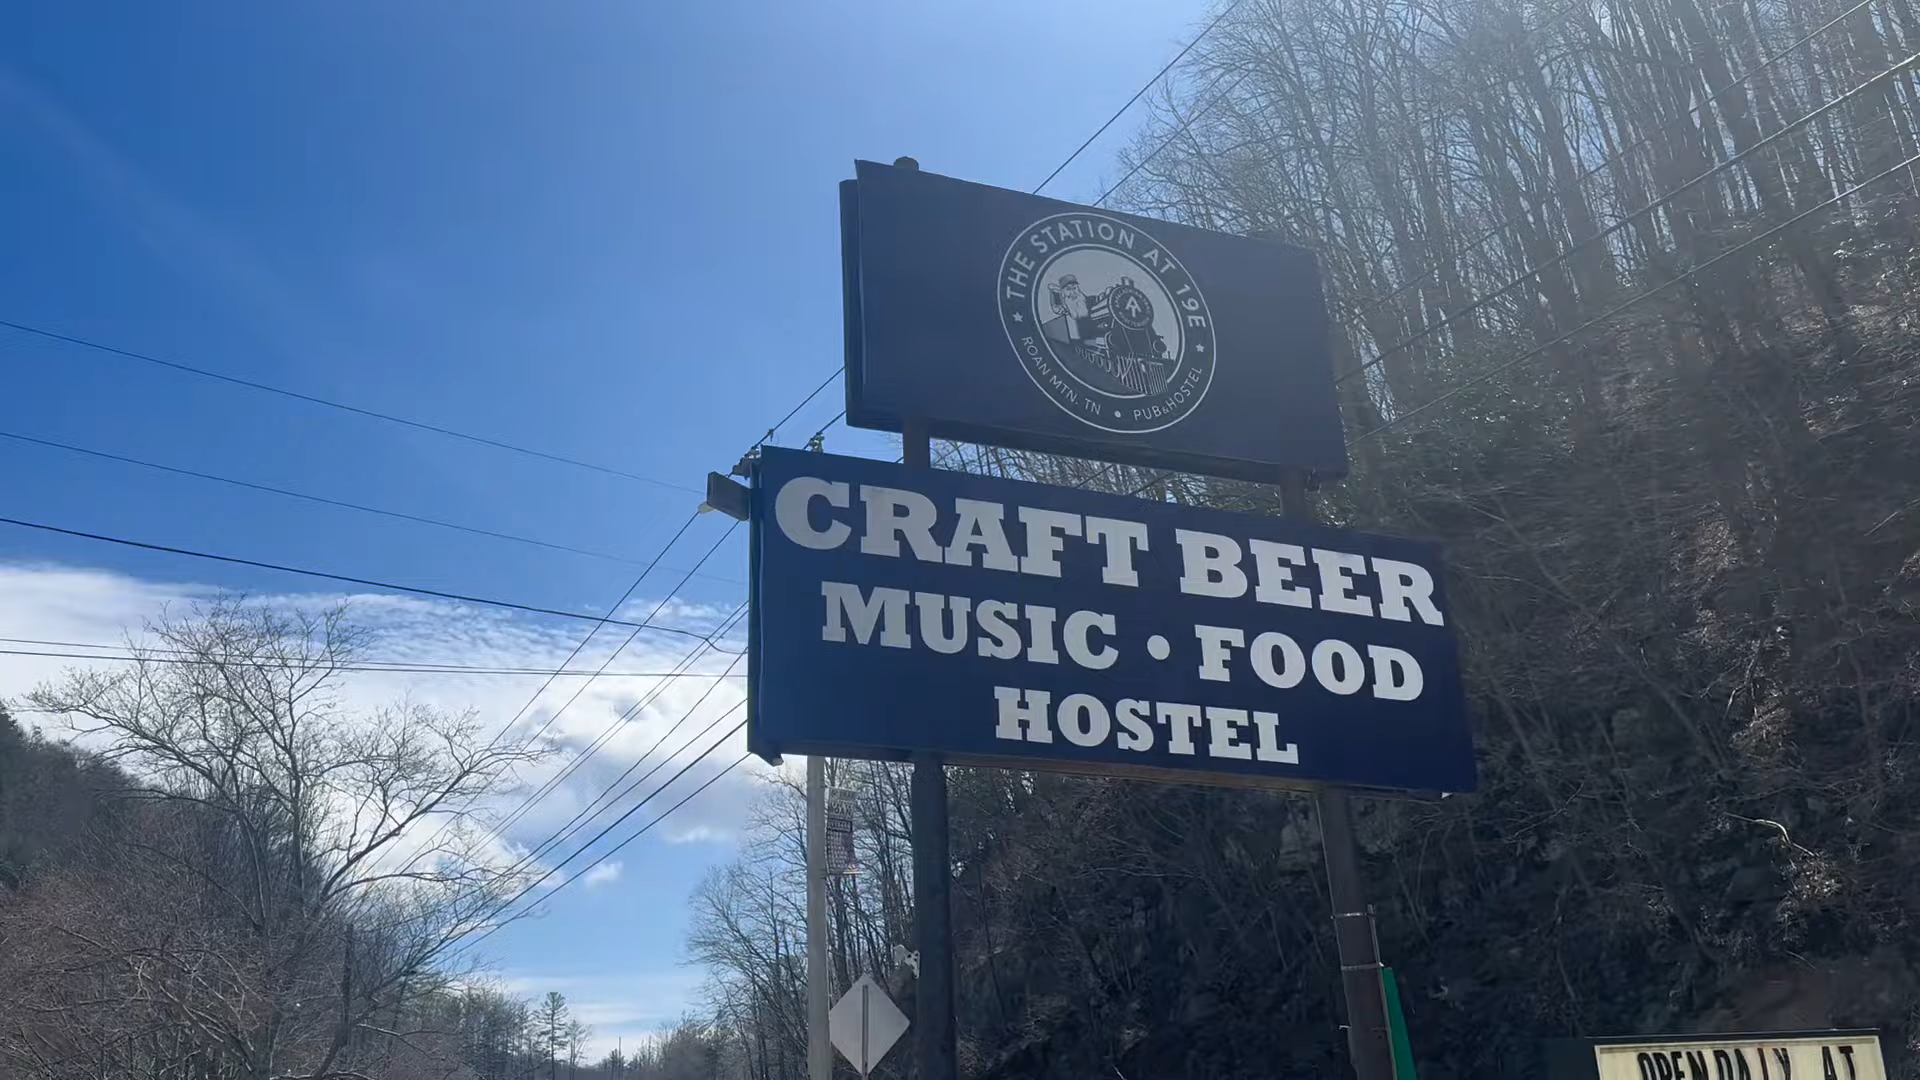 THE STATION AT 19E
ROAN MTN, TN • PUB & HOSTEL
CRAFT BEER
MUSIC • FOOD
HOSTEL
OPEN DAILY AT